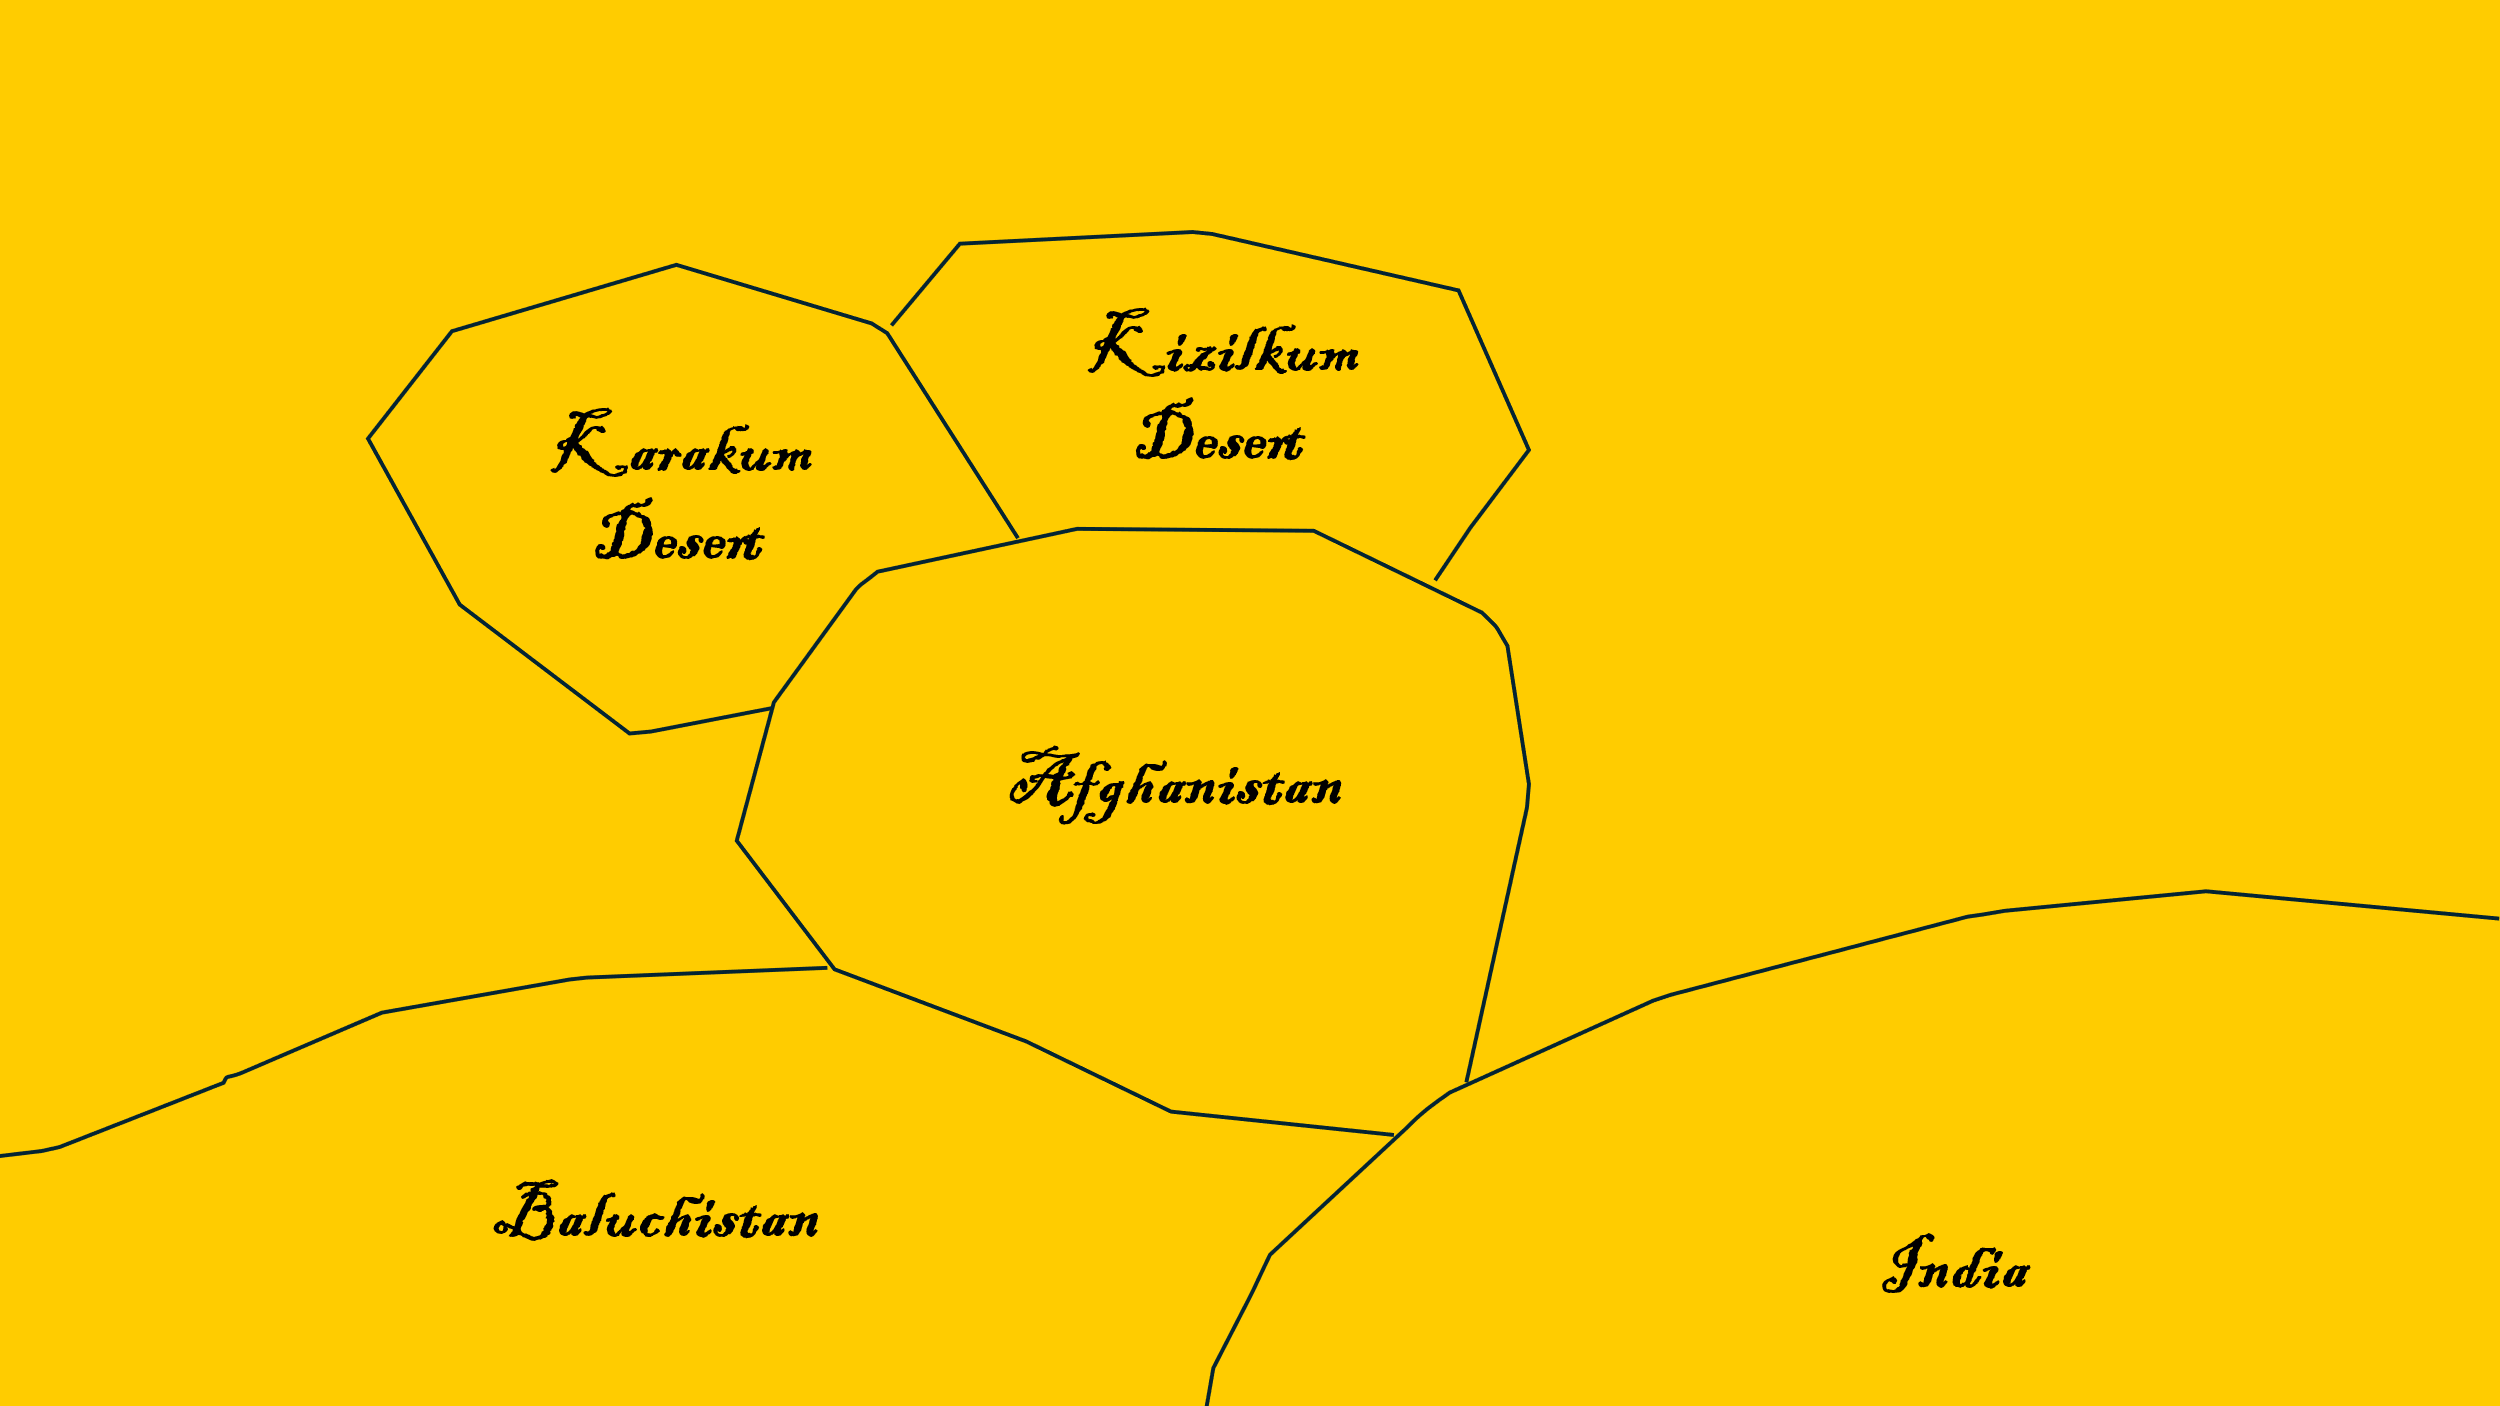 Kizilkum
Desert
Karakum
Desert
Afghanistan
Baluchistan
India